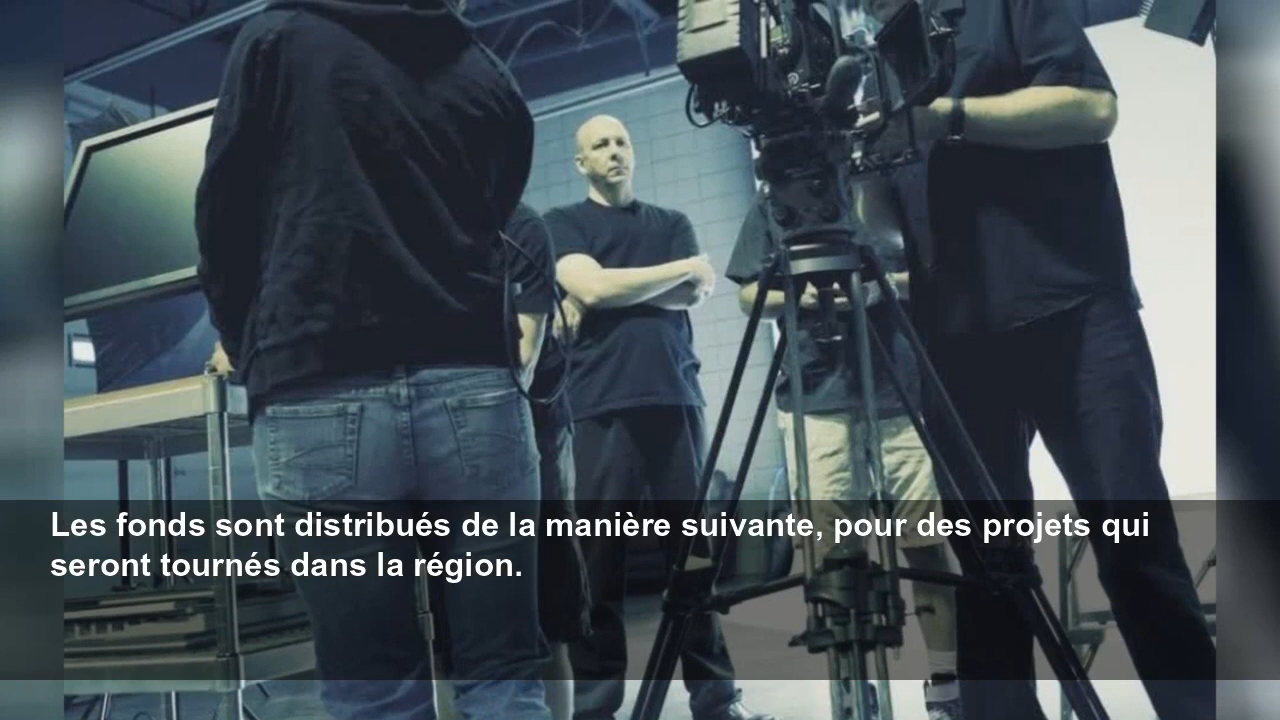 Les fonds sont distribués de la manière suivante, pour des projets qui
seront tournés dans la région.